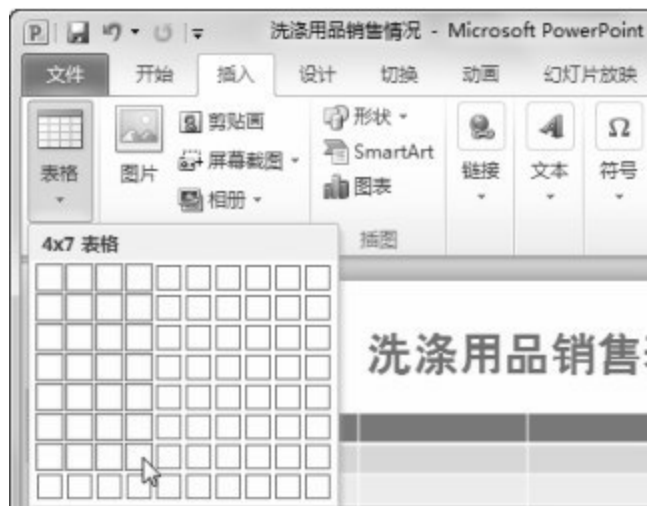 洗涤用品销售情况 - Microsoft PowerPoint
文件 开始 插入 设计 切换 动画 幻灯片放映
表格 图片 剪贴画 屏幕截图 相册 形状 SmartArt 图表 链接 文本 Ω 符号
插图
4x7 表格
洗涤用品销售